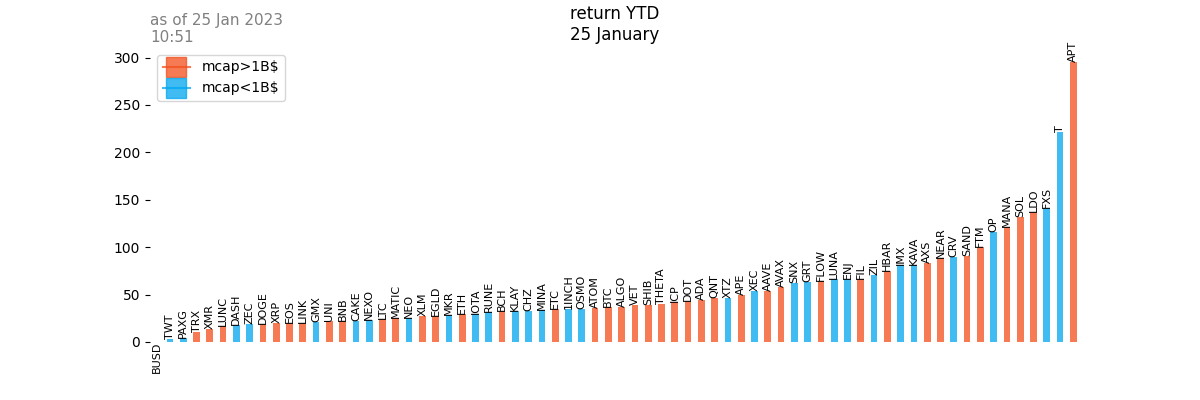 as of 25 Jan 2023
10:51
return YTD
25 January
mcap>1B$
mcap<1B$
300
250
200
150
100
50
0
BUSD
TWT
PAXG
TRX
XMR
LUNC
DASH
ZEC
DOGE
XRP
EOS
LINK
GMX
UNI
BNB
CAKE
NEXO
LTC
MATIC
NEO
XLM
EGLD
MKR
ETH
IOTA
RUNE
BCH
KLAY
CHZ
MINA
ETC
1INCH
OSMO
ATOM
BTC
ALGO
VET
SHIB
THETA
ICP
DOT
ADA
QNT
XTZ
APE
XEC
AAVE
AVAX
SNX
GRT
FLOW
LUNA
ENJ
FIL
ZIL
HBAR
IMX
KAVA
AXS
NEAR
CRV
SAND
FTM
OP
MANA
SOL
LDO
FXS
T
APT